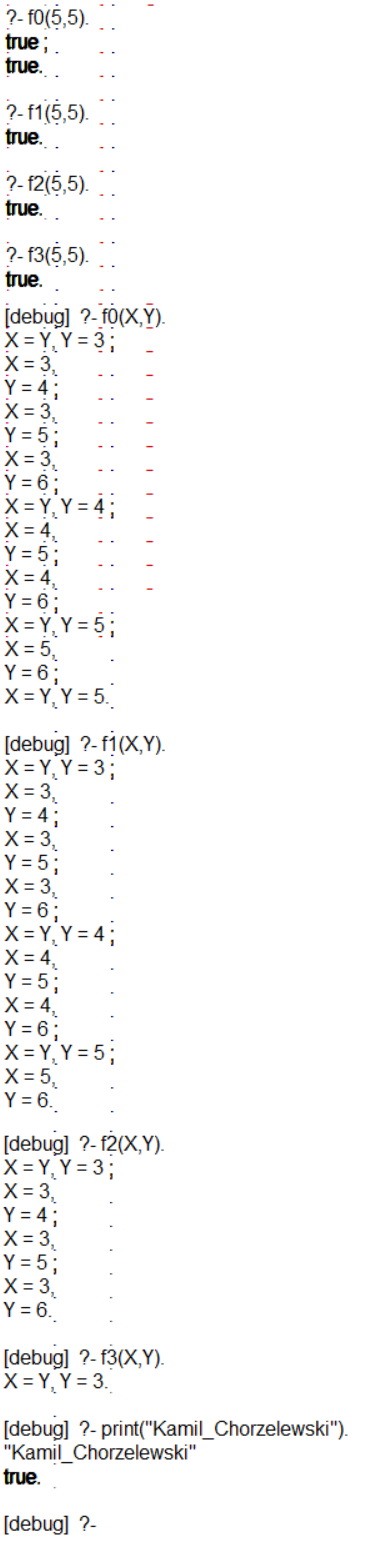 ?- f0(5,5).
true ;
true.
?- f1(5,5).
true.
?- f2(5,5).
true.
?- f3(5,5).
true.
[debug] ?- f0(X,Y).
X = Y, Y = 3 ;
X = 3,
Y = 4 ;
X = 3,
Y = 5 ;
X = 3,
Y = 6 ;
X = Y, Y = 4 ;
X = 4,
Y = 5 ;
X = 4,
Y = 6 ;
X = Y, Y = 5 ;
X = 5,
Y = 6 ;
X = Y, Y = 5.
[debug] ?- f1(X,Y).
X = Y, Y = 3 ;
X = 3,
Y = 4 ;
X = 3,
Y = 5 ;
X = 3,
Y = 6 ;
X = Y, Y = 4 ;
X = 4,
Y = 5 ;
X = 4,
Y = 6 ;
X = Y, Y = 5 ;
X = 5,
Y = 6.
[debug] ?- f2(X,Y).
X = Y, Y = 3 ;
X = 3,
Y = 4 ;
X = 3,
Y = 5 ;
X = 3,
Y = 6.
[debug] ?- f3(X,Y).
X = Y, Y = 3.
[debug] ?- print("Kamil_Chorzelewski").
"Kamil_Chorzelewski"
true.
[debug] ?-